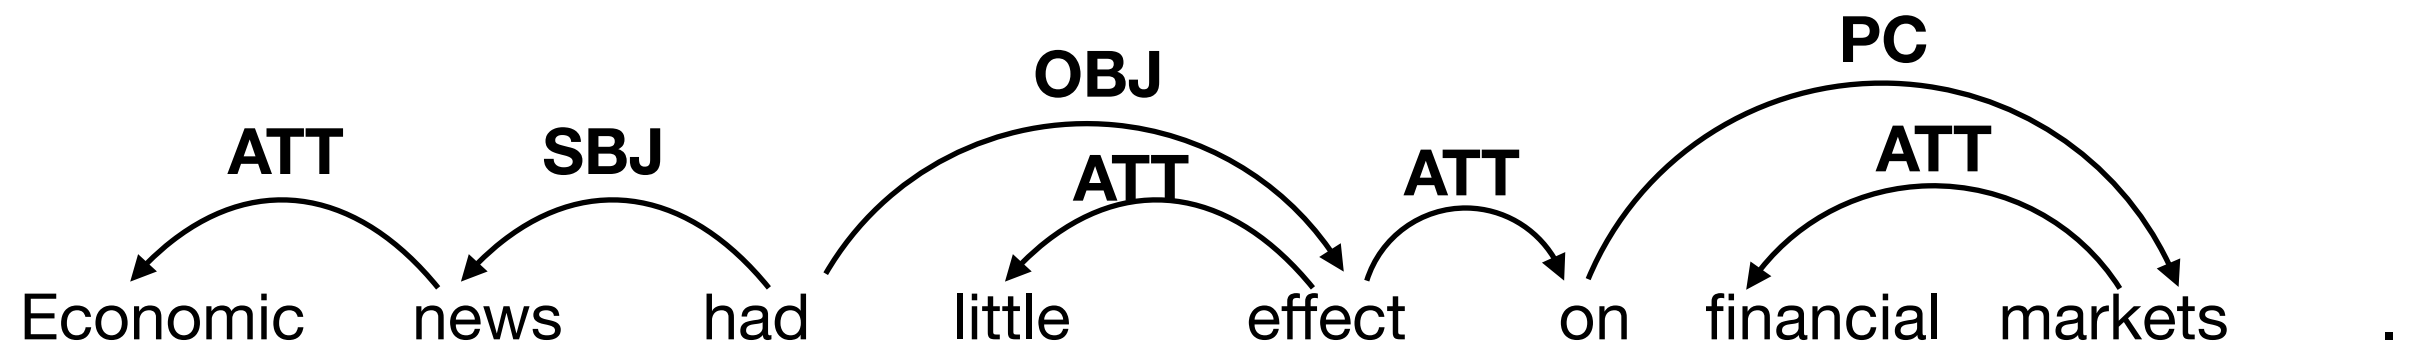 PC
OBJ
ATT SBJ ATT ATT ATT
Economic news had little effect on financial markets .